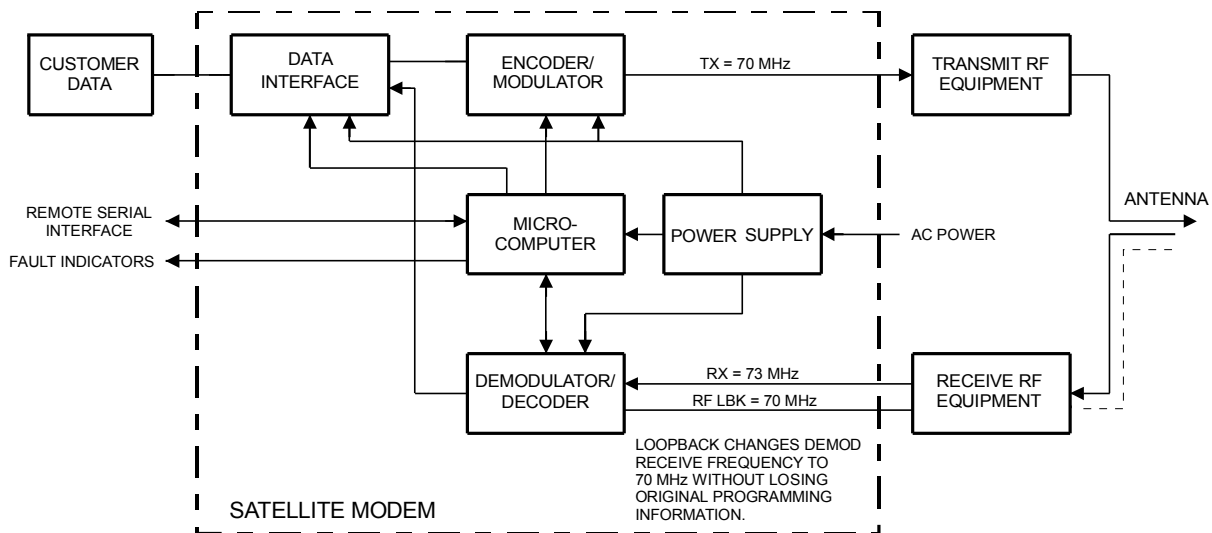 CUSTOMER
DATA
DATA
INTERFACE
ENCODER/
MODULATOR
TX = 70 MHz
TRANSMIT RF
EQUIPMENT
ANTENNA
REMOTE SERIAL
INTERFACE
FAULT INDICATORS
MICRO-
COMPUTER
POWER SUPPLY
AC POWER
DEMODULATOR/
DECODER
RX = 73 MHz
RF LBK = 70 MHz
RECEIVE RF
EQUIPMENT
LOOPBACK CHANGES DEMOD
RECEIVE FREQUENCY TO
70 MHz WITHOUT LOSING
ORIGINAL PROGRAMMING
INFORMATION.
SATELLITE MODEM